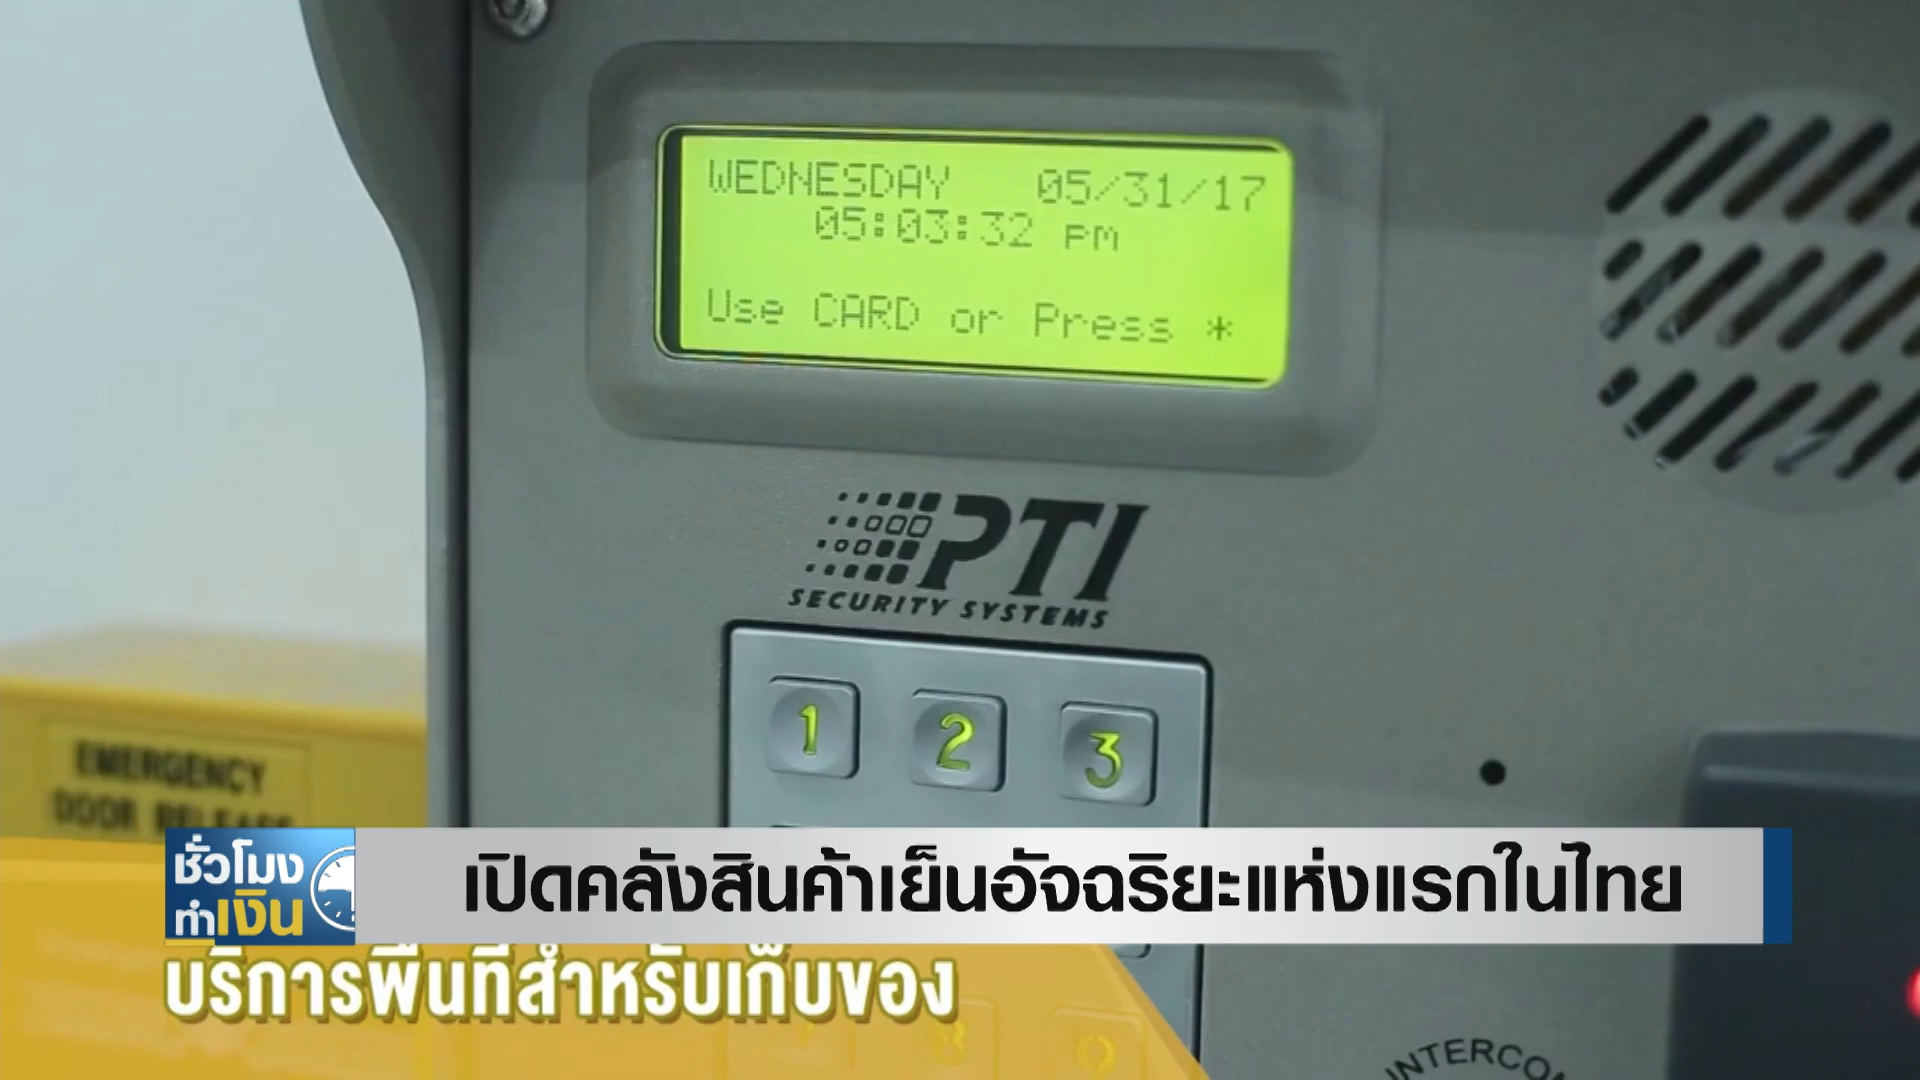 WEDNESDAY 05/31/17
05:03:32 PM
Use CARD or Press *
PTI
SECURITY SYSTEMS
1 2 3
EMERGENCY
DOOR RELEASE
ชั่วโมง
ทำเงิน
เปิดคลังสินค้าเย็นอัจฉริยะแห่งแรกในไทย
บริการพื้นที่สำหรับเก็บของ
INTERCOM